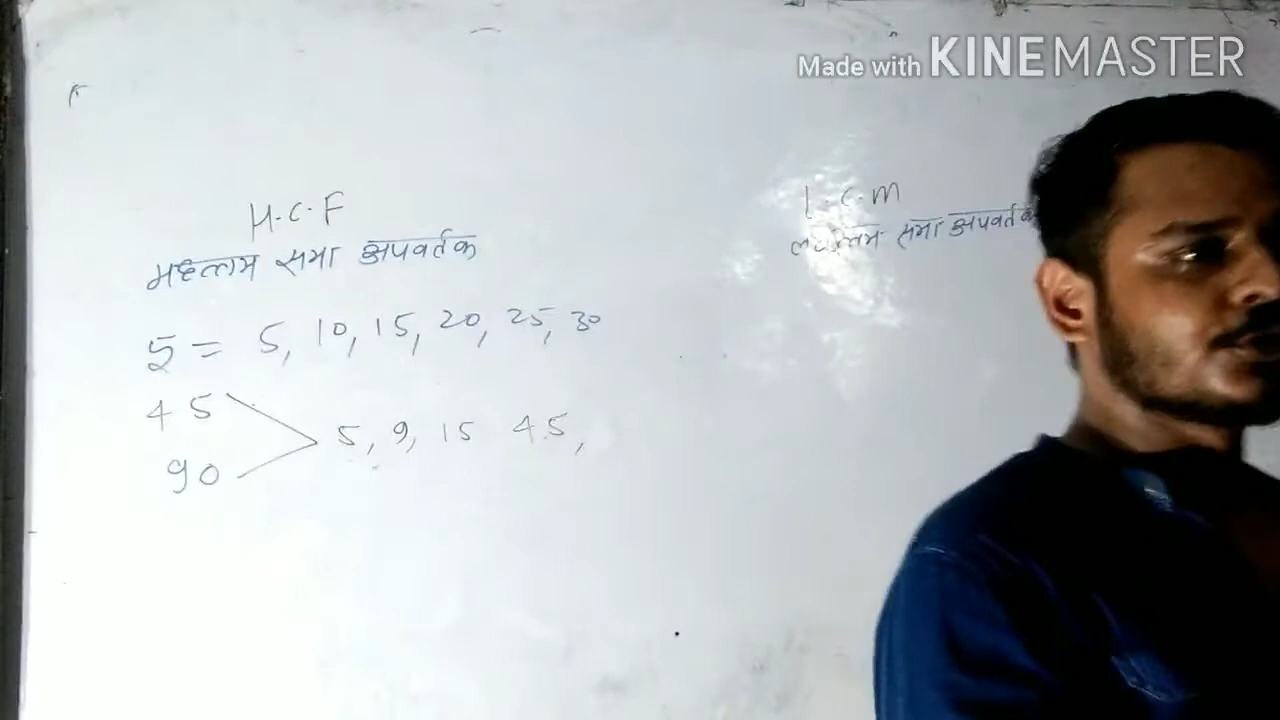 Made with KINEMASTER
H.C.F
महत्तम समा अपवर्तक
L.C.M
समा अपवर्तक
5 = 5, 10, 15, 20, 25, 30
45
5, 9, 15 45,
90